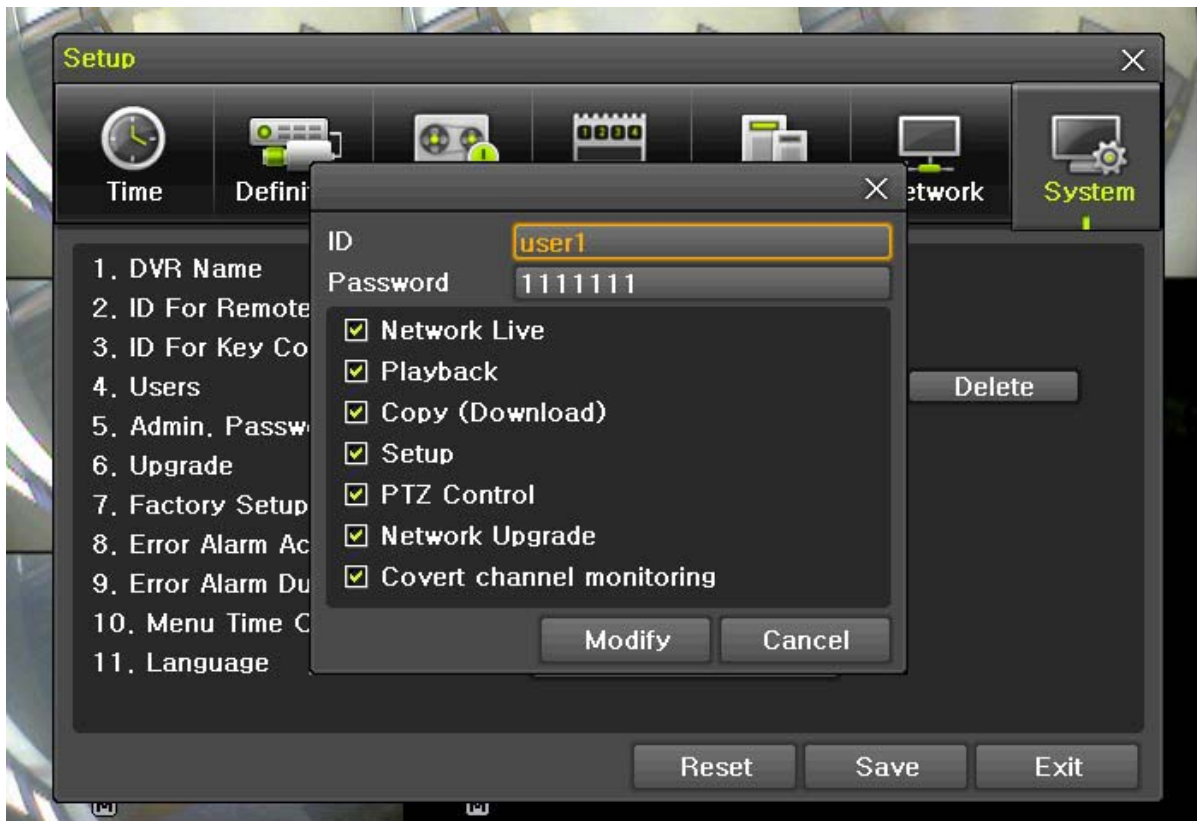 Setup
Time
Defini
etwork
System
ID
user1
Password
1111111
Network Live
Playback
Copy (Download)
Setup
PTZ Control
Network Upgrade
Covert channel monitoring
Modify
Cancel
1. DVR Name
2. ID For Remote
3. ID For Key Co
4. Users
Delete
5. Admin. Passw
6. Upgrade
7. Factory Setup
8. Error Alarm Ac
9. Error Alarm Du
10. Menu Time
11. Language
Reset
Save
Exit
M
M